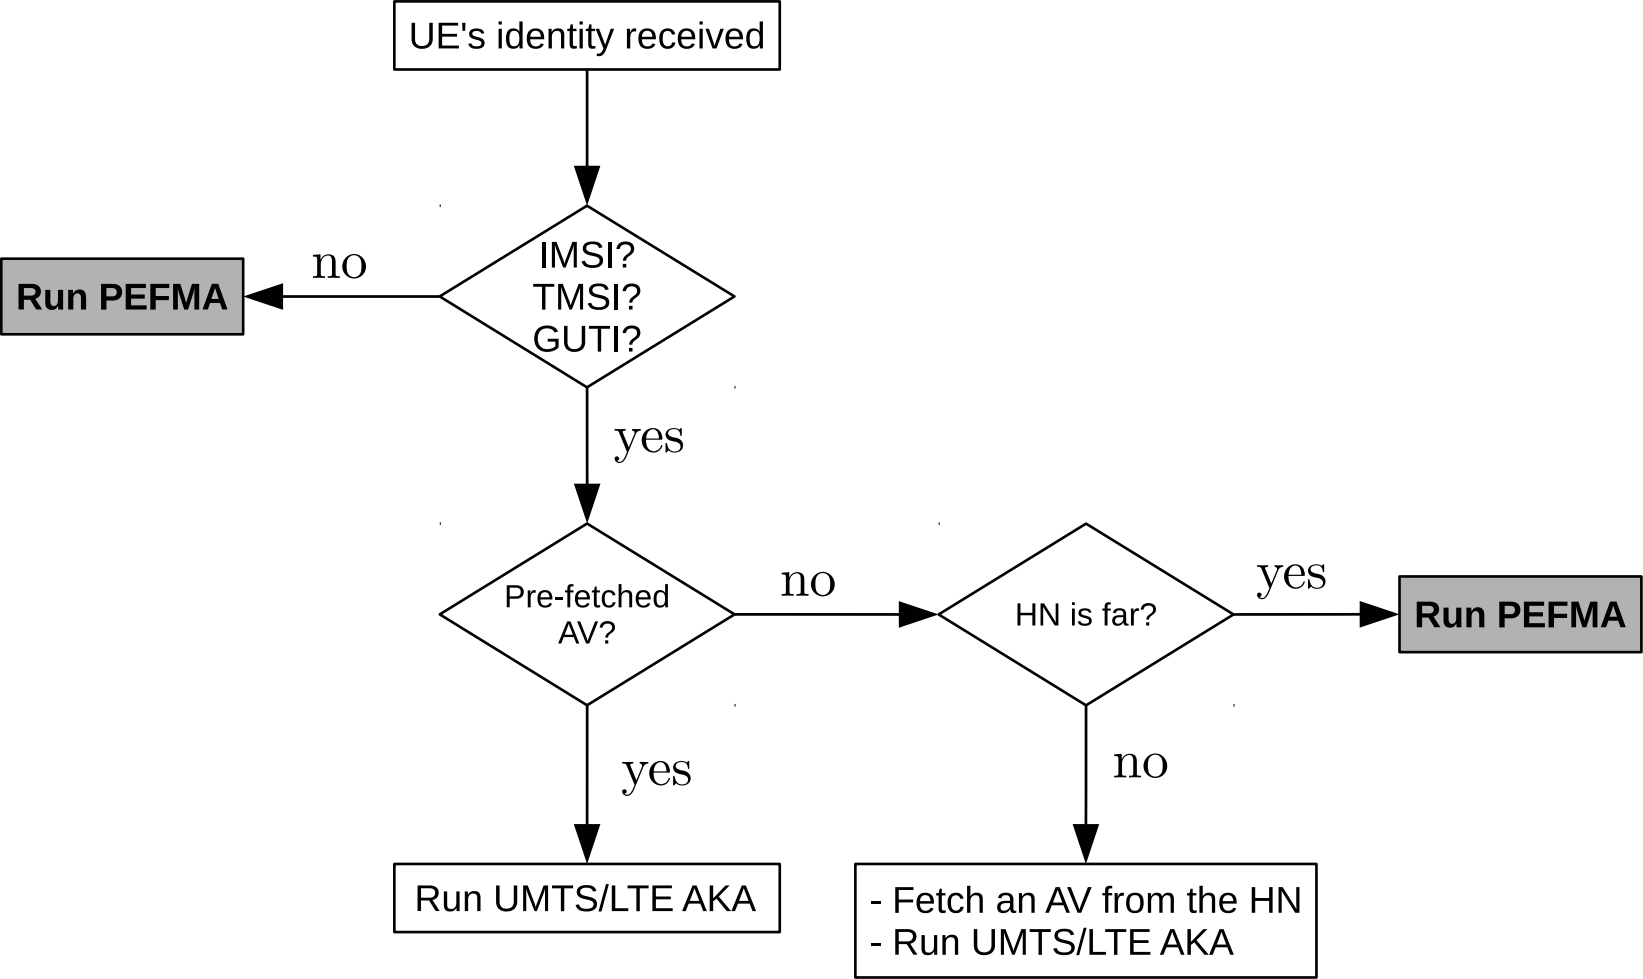 UE's identity received
IMSI?
TMSI?
GUTI?
no
Run PEFMA
yes
Pre-fetched
AV?
no
HN is far?
yes
Run PEFMA
yes
no
Run UMTS/LTE AKA
- Fetch an AV from the HN
- Run UMTS/LTE AKA